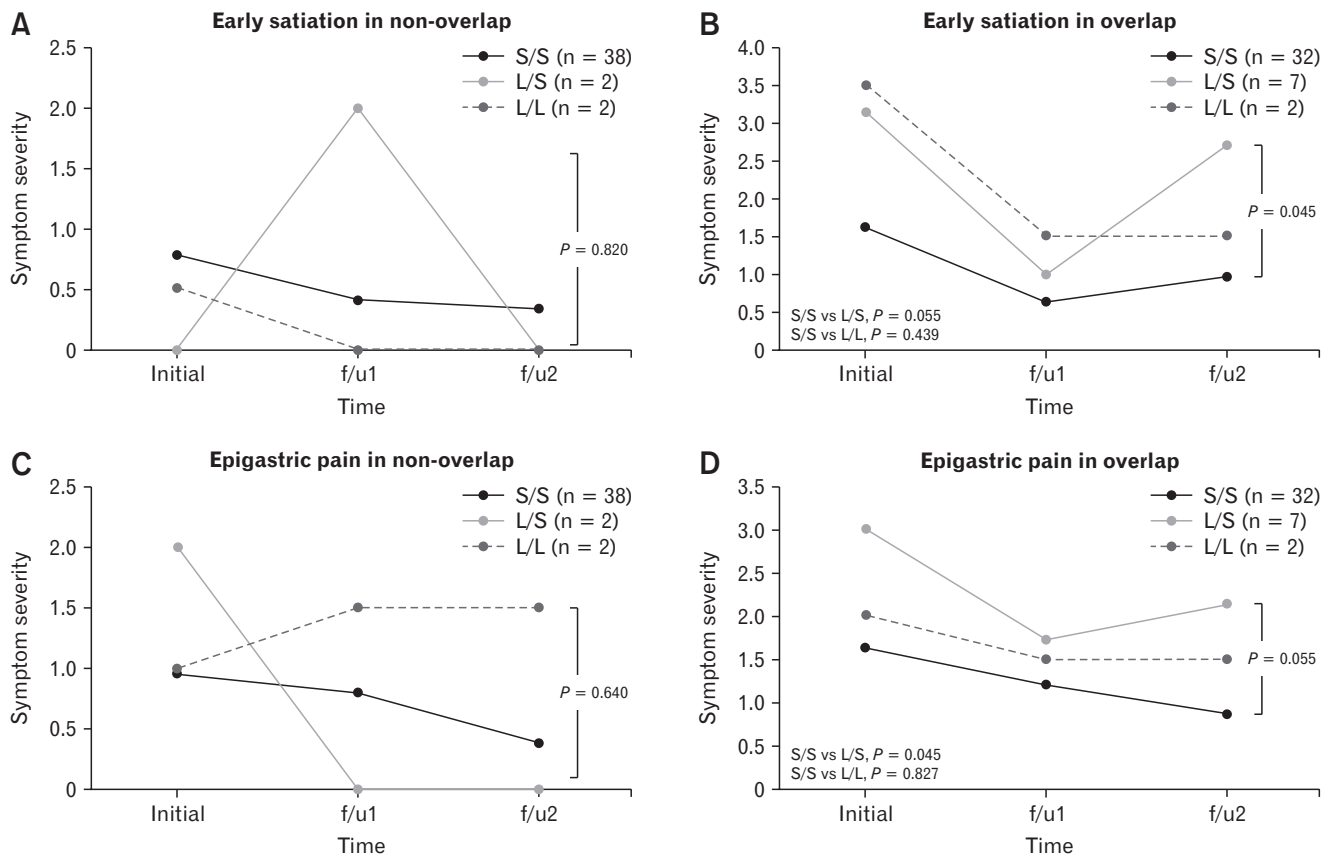 A
Early satiation in non-overlap
2.5
2.0
1.5
1.0
0.5
0
Symptom severity
S/S (n = 38)
L/S (n = 2)
L/L (n = 2)
P = 0.820
Initial
f/u1
f/u2
Time
B
Early satiation in overlap
4.0
3.5
3.0
2.5
2.0
1.5
1.0
0.5
0
Symptom severity
S/S (n = 32)
L/S (n = 7)
L/L (n = 2)
P = 0.045
S/S vs L/S, P = 0.055
S/S vs L/L, P = 0.439
Initial
f/u1
f/u2
Time
C
Epigastric pain in non-overlap
2.5
2.0
1.5
1.0
0.5
0
Symptom severity
S/S (n = 38)
L/S (n = 2)
L/L (n = 2)
P = 0.640
Initial
f/u1
f/u2
Time
D
Epigastric pain in overlap
3.5
3.0
2.5
2.0
1.5
1.0
0.5
0
Symptom severity
S/S (n = 32)
L/S (n = 7)
L/L (n = 2)
P = 0.055
S/S vs L/S, P = 0.045
S/S vs L/L, P = 0.827
Initial
f/u1
f/u2
Time